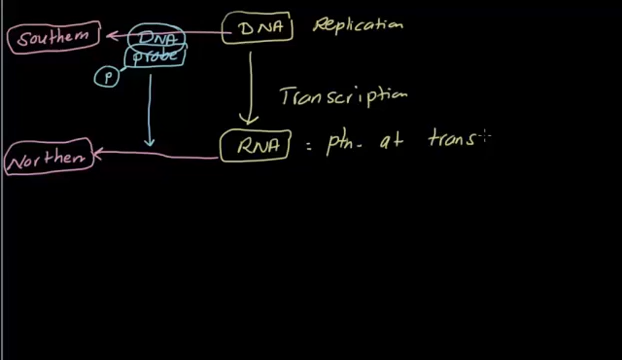 Southern
DNA
probe
P
DNA Replication
Transcription
Northern
RNA = ptn. at trans